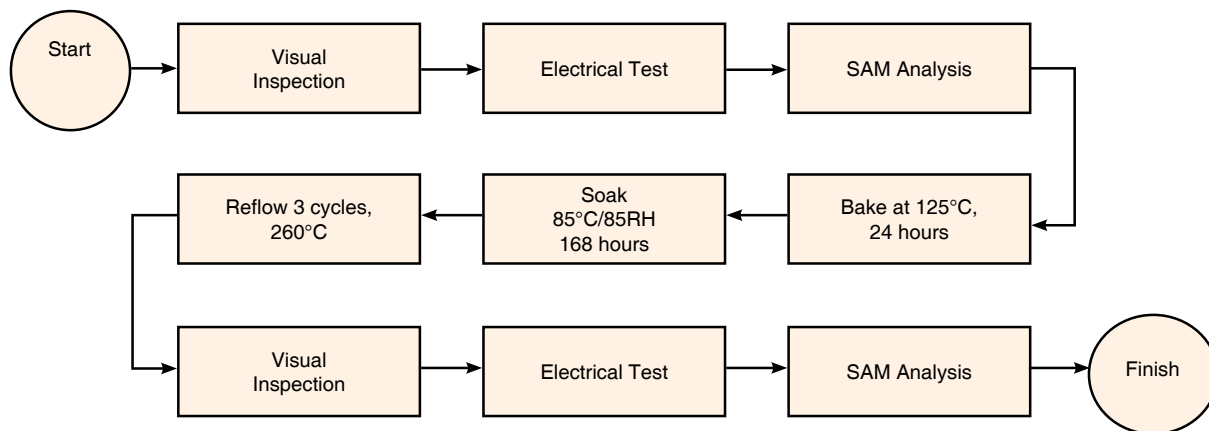 Start
Visual
Inspection
Electrical Test
SAM Analysis
Bake at 125°C,
24 hours
Soak
85°C/85RH
168 hours
Reflow 3 cycles,
260°C
Visual
Inspection
Electrical Test
SAM Analysis
Finish